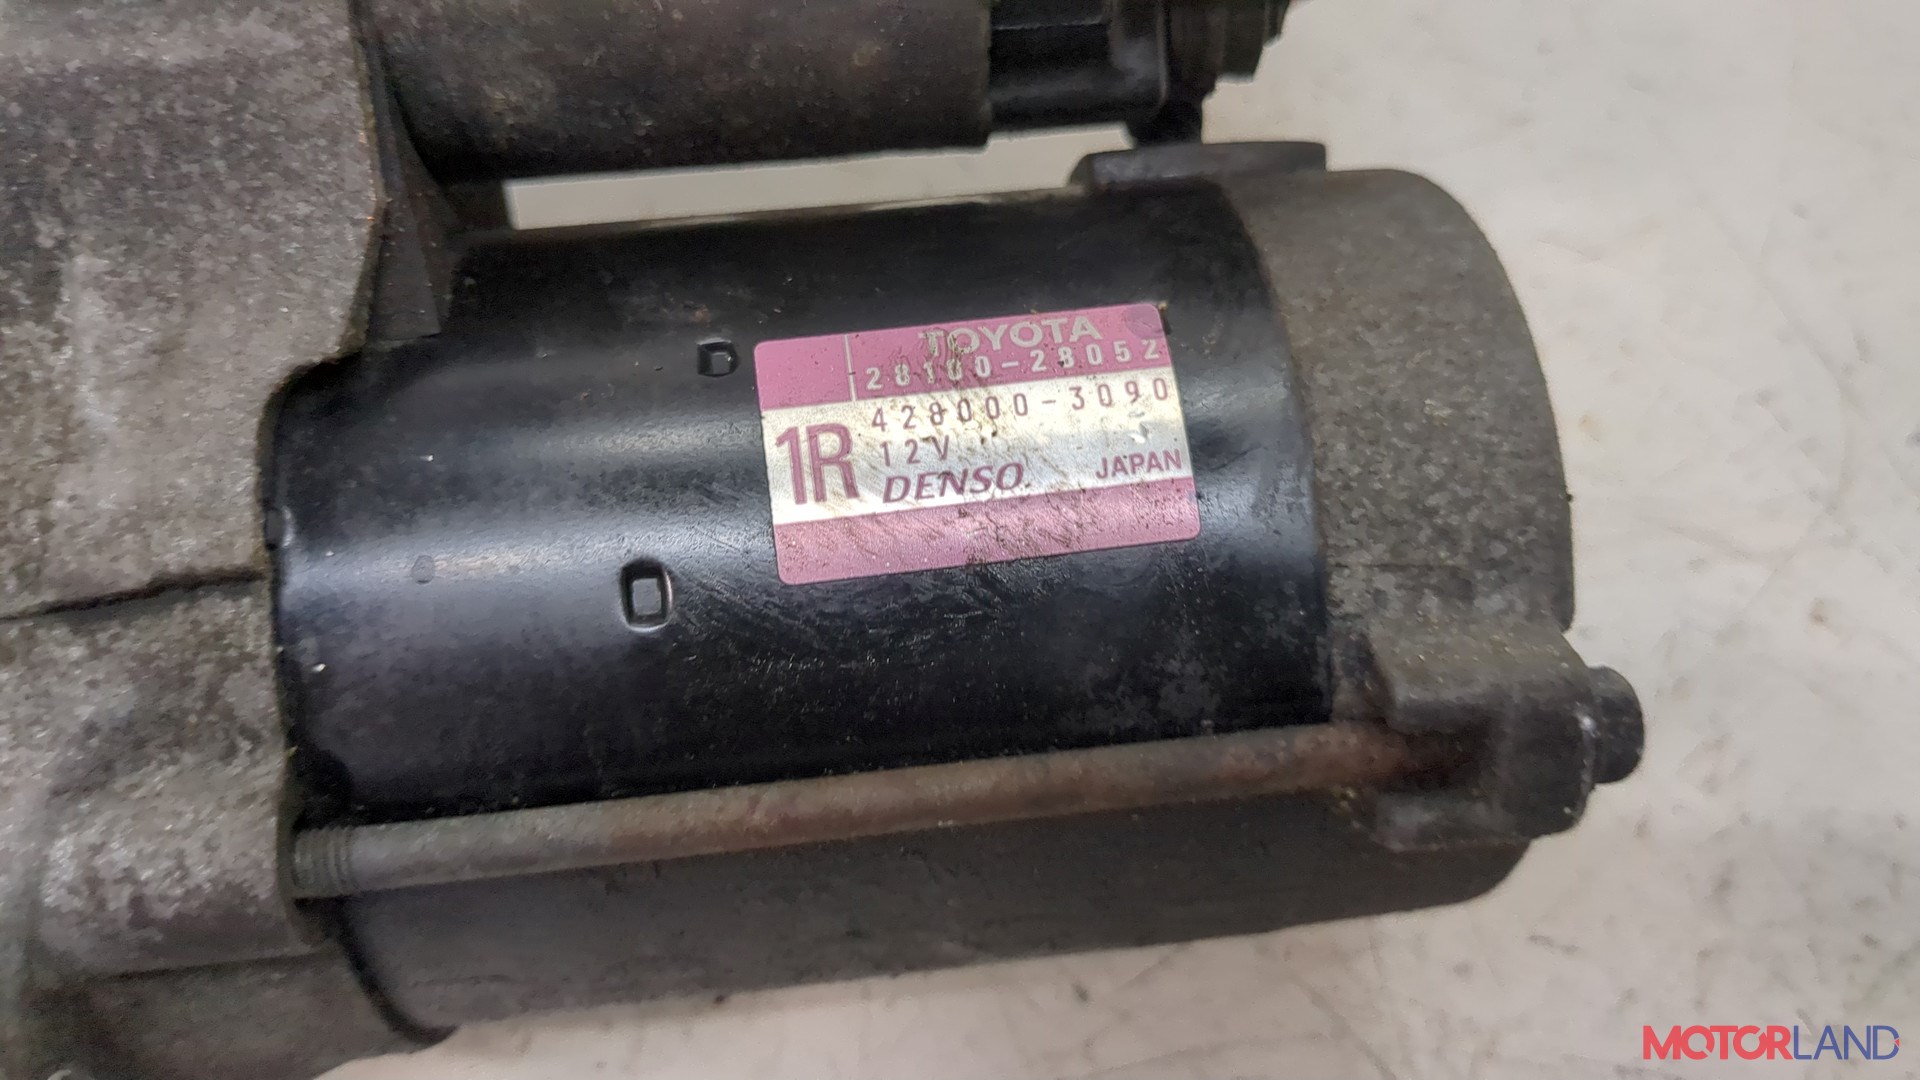 TOYOTA
28100-28052
428000-3090
1R
12V
DENSO. JAPAN
MOTORLAND